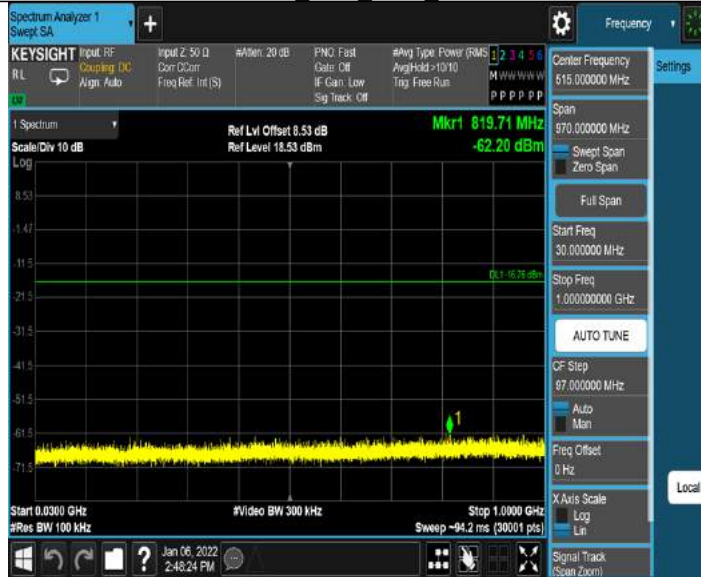 Spectrum Analyzer 1
Swept SA
+
Frequency
KEYSIGHT
RL
Input: RF
Coupling: DC
Align: Auto
Input Z: 50 Ω
Corr CCorr
Freq Ref: Int (S)
#Atten: 20 dB
PNO: Fast
Gate: Off
IF Gain: Low
Sig Track: Off
#Avg Type: Power (RMS
Avg|Hold:>10/10
Trig: Free Run
1 2 3 4 5 6
M W W W W W
P P P P P P
1 Spectrum
Scale/Div 10 dB
Log
Ref Lvl Offset 8.53 dB
Ref Level 18.53 dBm
Mkr1 819.71 MHz
-62.20 dBm
8.53
-1.47
-11.5
-21.5
-31.5
-41.5
-51.5
-61.5
-71.5
DL1 -16.76 dBm
1
Start 0.0300 GHz
#Res BW 100 kHz
#Video BW 300 kHz
Stop 1.0000 GHz
Sweep ~94.2 ms (30001 pts)
?
Jan 06, 2022
2:48:24 PM
Center Frequency
515.000000 MHz
Span
970.000000 MHz
Swept Span
Zero Span
Full Span
Start Freq
30.000000 MHz
Stop Freq
1.000000000 GHz
AUTO TUNE
CF Step
97.000000 MHz
Auto
Man
Freq Offset
0 Hz
X Axis Scale
Log
Lin
Signal Track
(Span Zoom)
Settings
Local